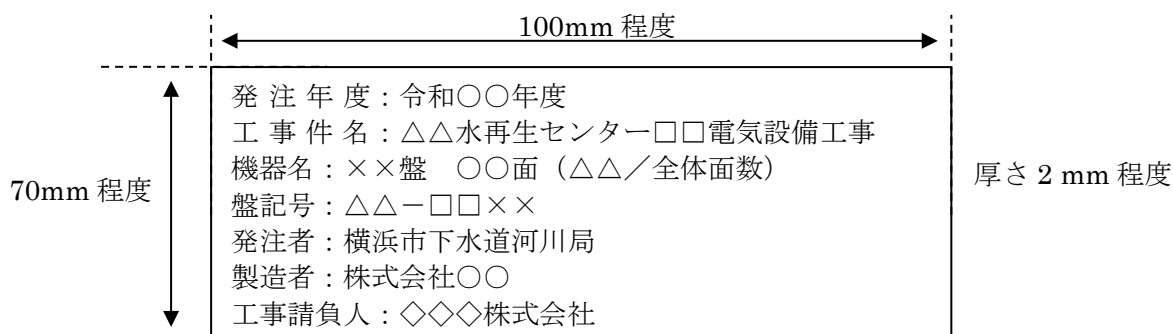 100mm 程度
発 注 年 度：令和○○年度
工 事 件 名：△△水再生センター□□電気設備工事
機器名：××盤　○○面（△△／全体面数）
70mm 程度
厚さ 2 mm 程度
盤記号：△△－□□××
発注者：横浜市下水道河川局
製造者：株式会社○○
工事請負人：◇◇◇株式会社